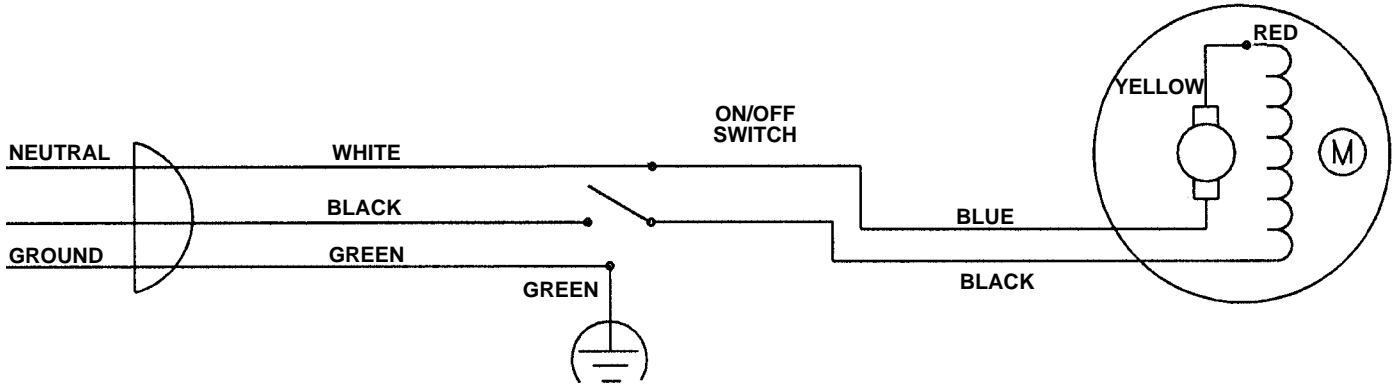 RED
YELLOW
ON/OFF
SWITCH
NEUTRAL
WHITE
M
BLACK
BLUE
GROUND
GREEN
BLACK
GREEN